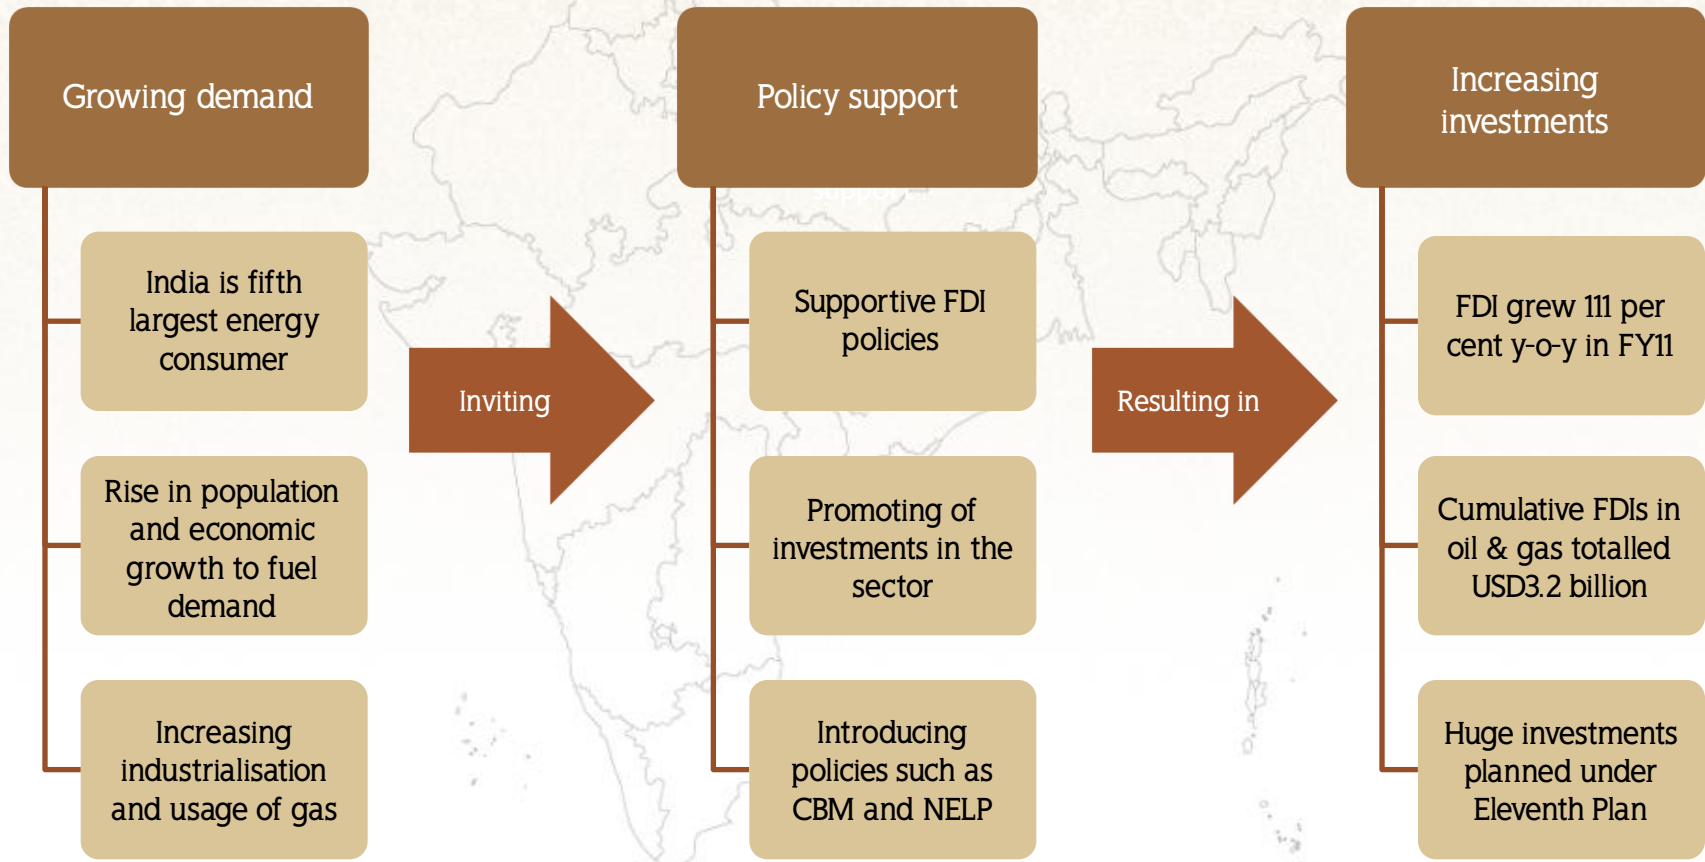 Growing demand
India is fifth
largest energy
consumer
Rise in population
and economic
growth to fuel
demand
Increasing
industrialisation
and usage of gas
Inviting
Policy support
support
Supportive FDI
policies
Promoting of
investments in the
sector
Introducing
policies such as
CBM and NELP
Resulting in
Increasing
investments
FDI grew 111 per
cent y-o-y in FY11
Cumulative FDIs in
oil & gas totalled
USD3.2 billion
Huge investments
planned under
Eleventh Plan